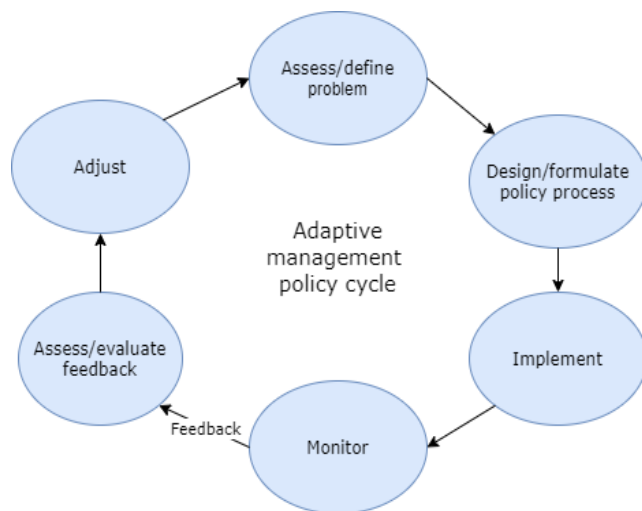 Assess/define
problem
Design/formulate
policy process
Implement
Monitor
Feedback
Assess/evaluate
feedback
Adjust
Adaptive
management
policy cycle